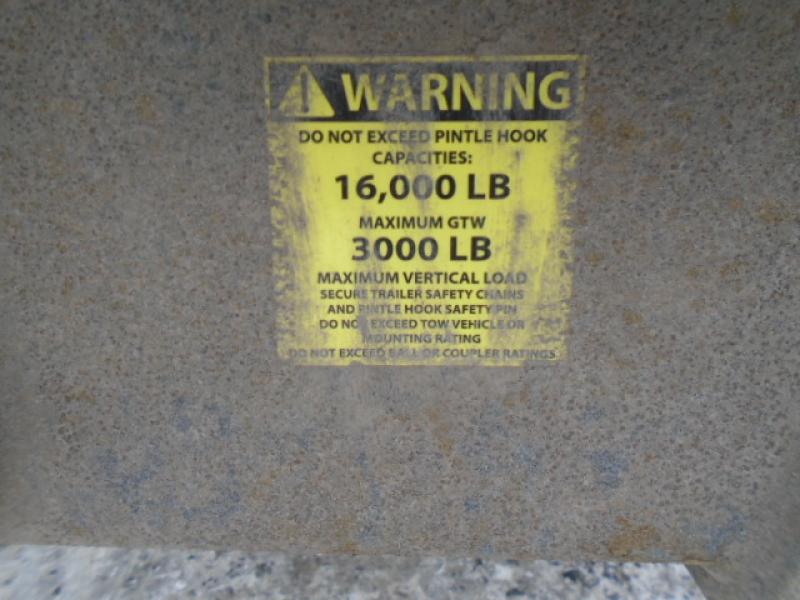 WARNING
DO NOT EXCEED PINTLE HOOK
CAPACITIES:
16,000 LB
MAXIMUM GTW
3000 LB
MAXIMUM VERTICAL LOAD
SECURE TRAILER SAFETY CHAINS
AND PINTLE HOOK SAFETY PIN
DO NOT EXCEED TOW VEHICLE OR
MOUNTING RATING
DO NOT EXCEED BALL OR COUPLER RATINGS